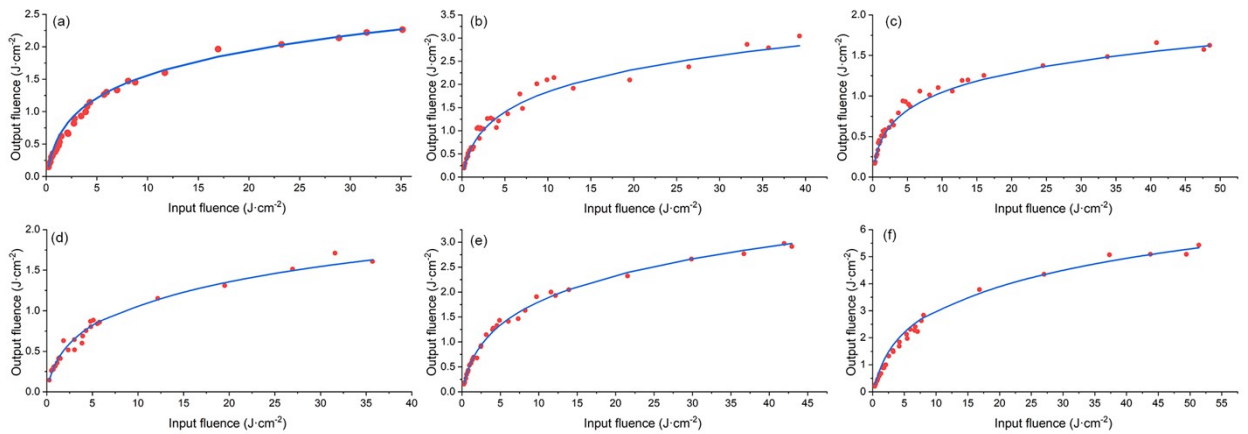 (a)
2.5
2.0
1.5
1.0
0.5
0.0
Output fluence (J·cm⁻²)
0 5 10 15 20 25 30 35
Input fluence (J·cm⁻²)
(b)
3.5
3.0
2.5
2.0
1.5
1.0
0.5
0.0
Output fluence (J·cm⁻²)
0 5 10 15 20 25 30 35 40
Input fluence (J·cm⁻²)
(c)
2.0
1.5
1.0
0.5
0.0
Output fluence (J·cm⁻²)
0 5 10 15 20 25 30 35 40 45 50
Input fluence (J·cm⁻²)
(d)
2.0
1.5
1.0
0.5
0.0
Output fluence (J·cm⁻²)
0 5 10 15 20 25 30 35 40
Input fluence (J·cm⁻²)
(e)
3.0
2.5
2.0
1.5
1.0
0.5
0.0
Output fluence (J·cm⁻²)
0 5 10 15 20 25 30 35 40 45
Input fluence (J·cm⁻²)
(f)
6
5
4
3
2
1
0
Output fluence (J·cm⁻²)
0 5 10 15 20 25 30 35 40 45 50 55
Input fluence (J·cm⁻²)